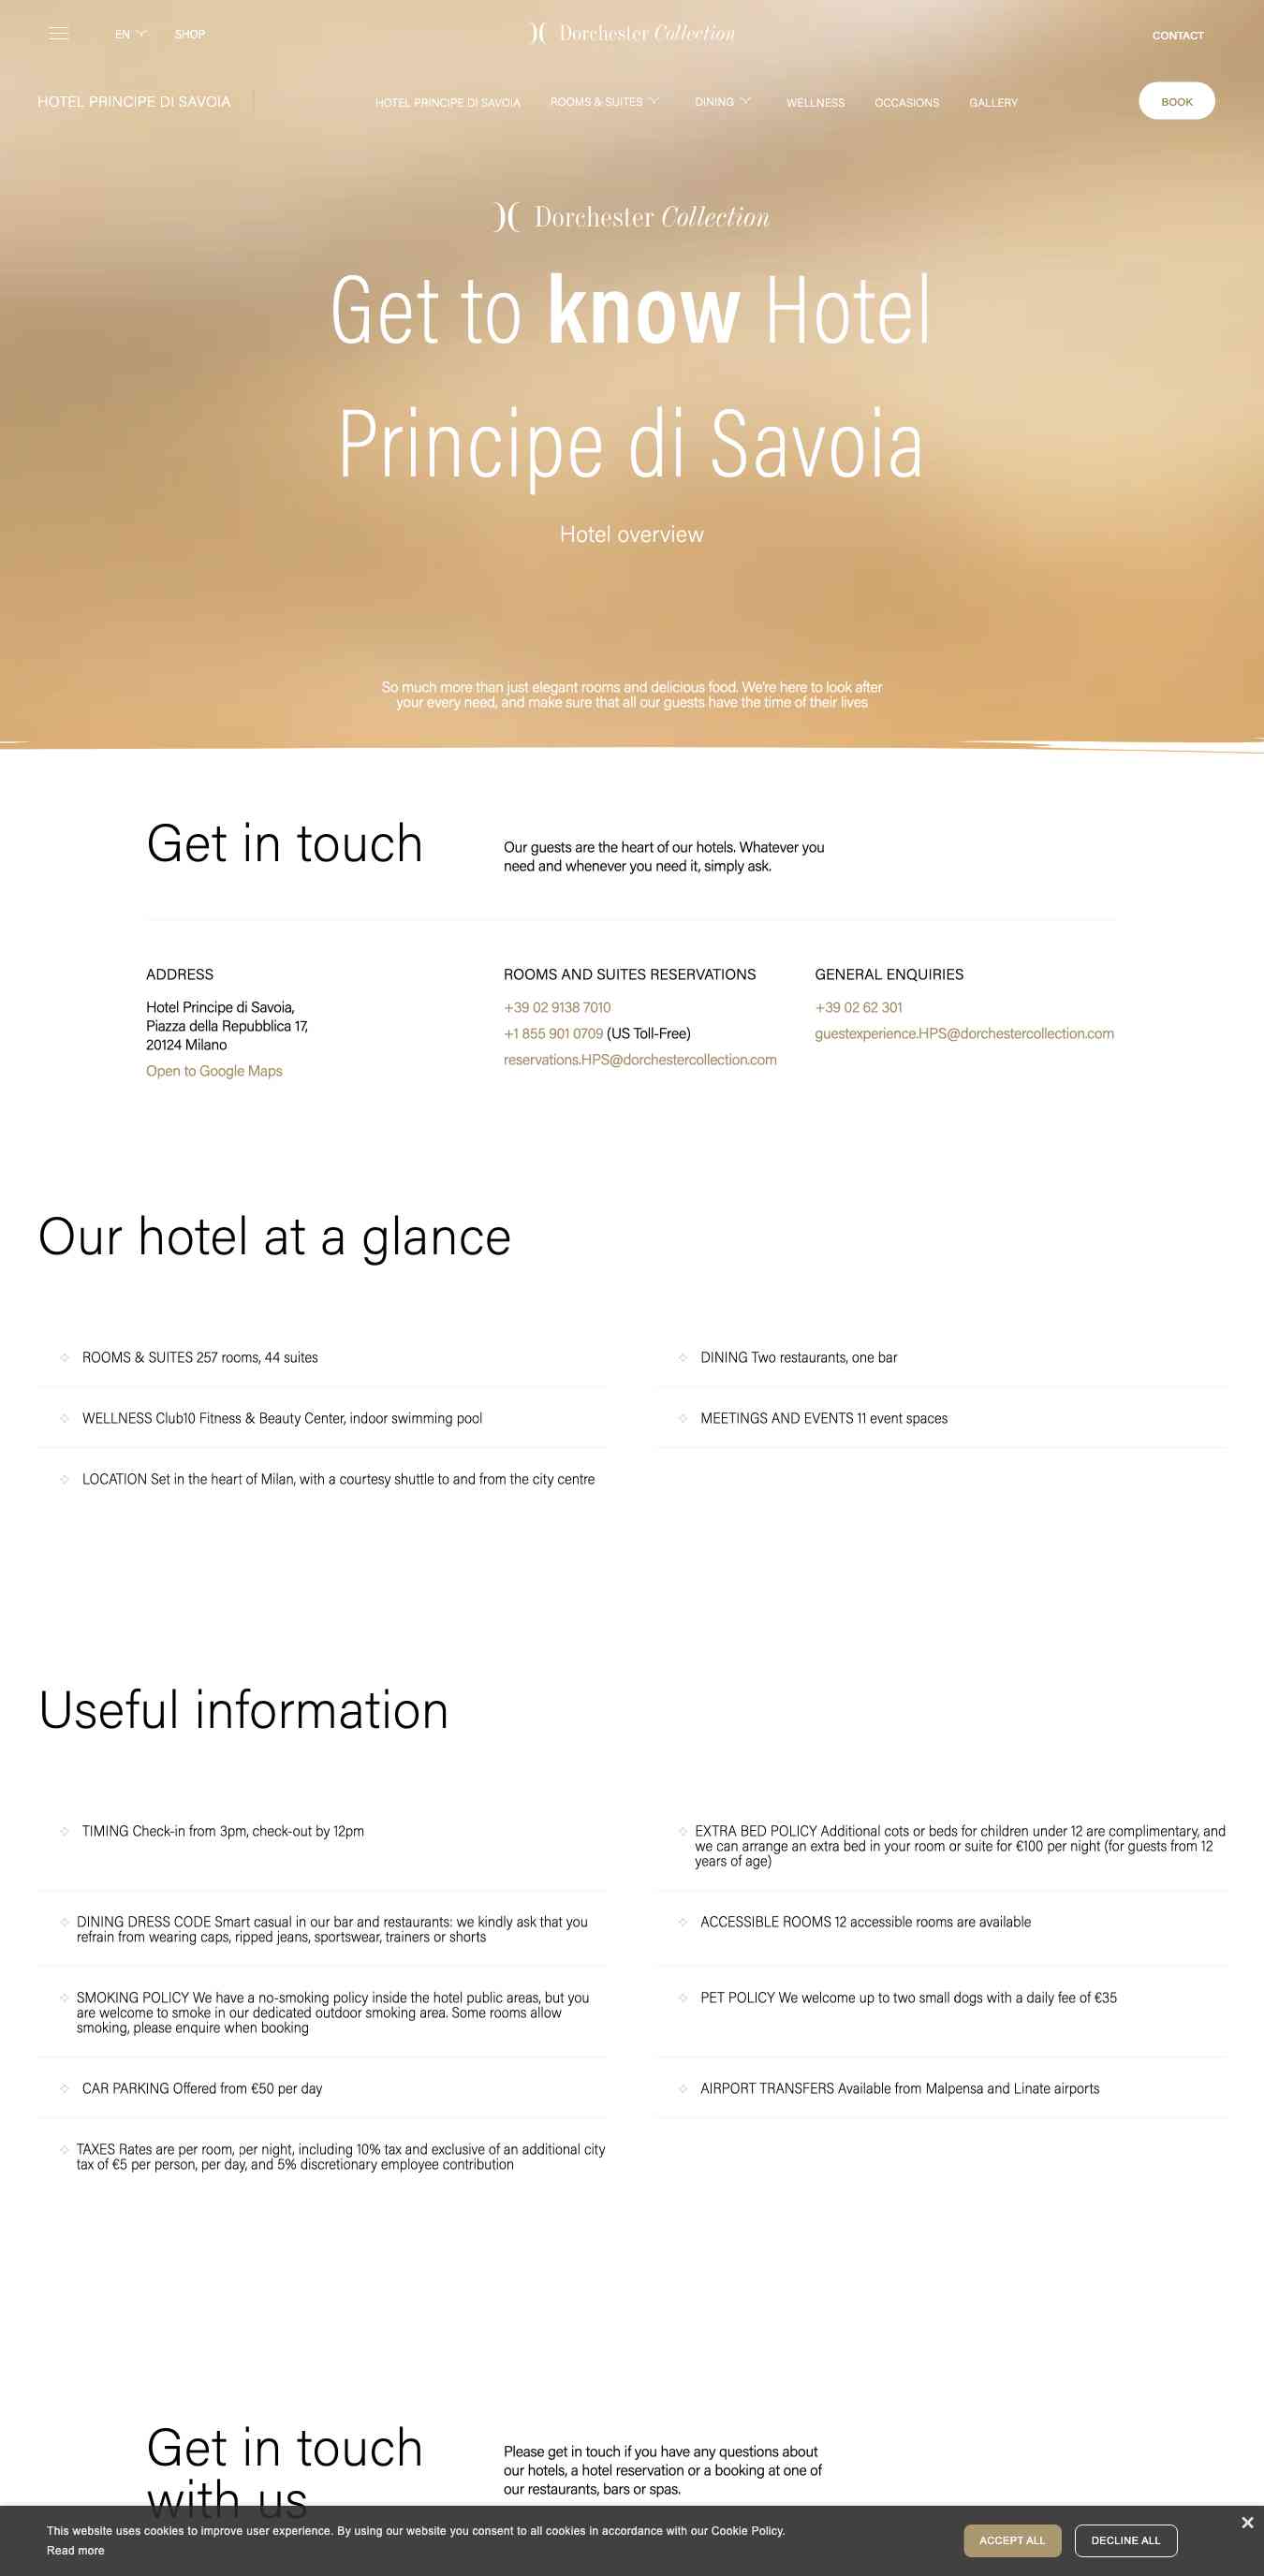 EN
SHOP
Dorchester Collection
CONTACT
HOTEL PRINCIPE DI SAVOIA
HOTEL PRINCIPE DI SAVOIA
ROOMS & SUITES
DINING
WELLNESS
OCCASIONS
GALLERY
BOOK
Dorchester Collection
Get to know Hotel
Principe di Savoia
Hotel overview
So much more than just elegant rooms and delicious food. We're here to look after
your every need, and make sure that all our guests have the time of their lives
Get in touch
Our guests are the heart of our hotels. Whatever you
need and whenever you need it, simply ask.
ADDRESS
Hotel Principe di Savoia,
Piazza della Repubblica 17,
20124 Milano
Open to Google Maps
ROOMS AND SUITES RESERVATIONS
+39 02 9138 7010
+1 855 901 0709 (US Toll-Free)
reservations.HPS@dorchestercollection.com
GENERAL ENQUIRIES
+39 02 62 301
guestexperience.HPS@dorchestercollection.com
Our hotel at a glance
ROOMS & SUITES 257 rooms, 44 suites
DINING Two restaurants, one bar
WELLNESS Club10 Fitness & Beauty Center, indoor swimming pool
MEETINGS AND EVENTS 11 event spaces
LOCATION Set in the heart of Milan, with a courtesy shuttle to and from the city centre
Useful information
TIMING Check-in from 3pm, check-out by 12pm
EXTRA BED POLICY Additional cots or beds for children under 12 are complimentary, and
we can arrange an extra bed in your room or suite for €100 per night (for guests from 12
years of age)
DINING DRESS CODE Smart casual in our bar and restaurants: we kindly ask that you
refrain from wearing caps, ripped jeans, sportswear, trainers or shorts
ACCESSIBLE ROOMS 12 accessible rooms are available
SMOKING POLICY We have a no-smoking policy inside the hotel public areas, but you
are welcome to smoke in our dedicated outdoor smoking area. Some rooms allow
smoking, please enquire when booking
PET POLICY We welcome up to two small dogs with a daily fee of €35
CAR PARKING Offered from €50 per day
AIRPORT TRANSFERS Available from Malpensa and Linate airports
TAXES Rates are per room, per night, including 10% tax and exclusive of an additional city
tax of €5 per person, per day, and 5% discretionary employee contribution
Get in touch
with us
Please get in touch if you have any questions about
our hotels, a hotel reservation or a booking at one of
our restaurants, bars or spas.
This website uses cookies to improve user experience. By using our website you consent to all cookies in accordance with our Cookie Policy.
Read more
ACCEPT ALL
DECLINE ALL